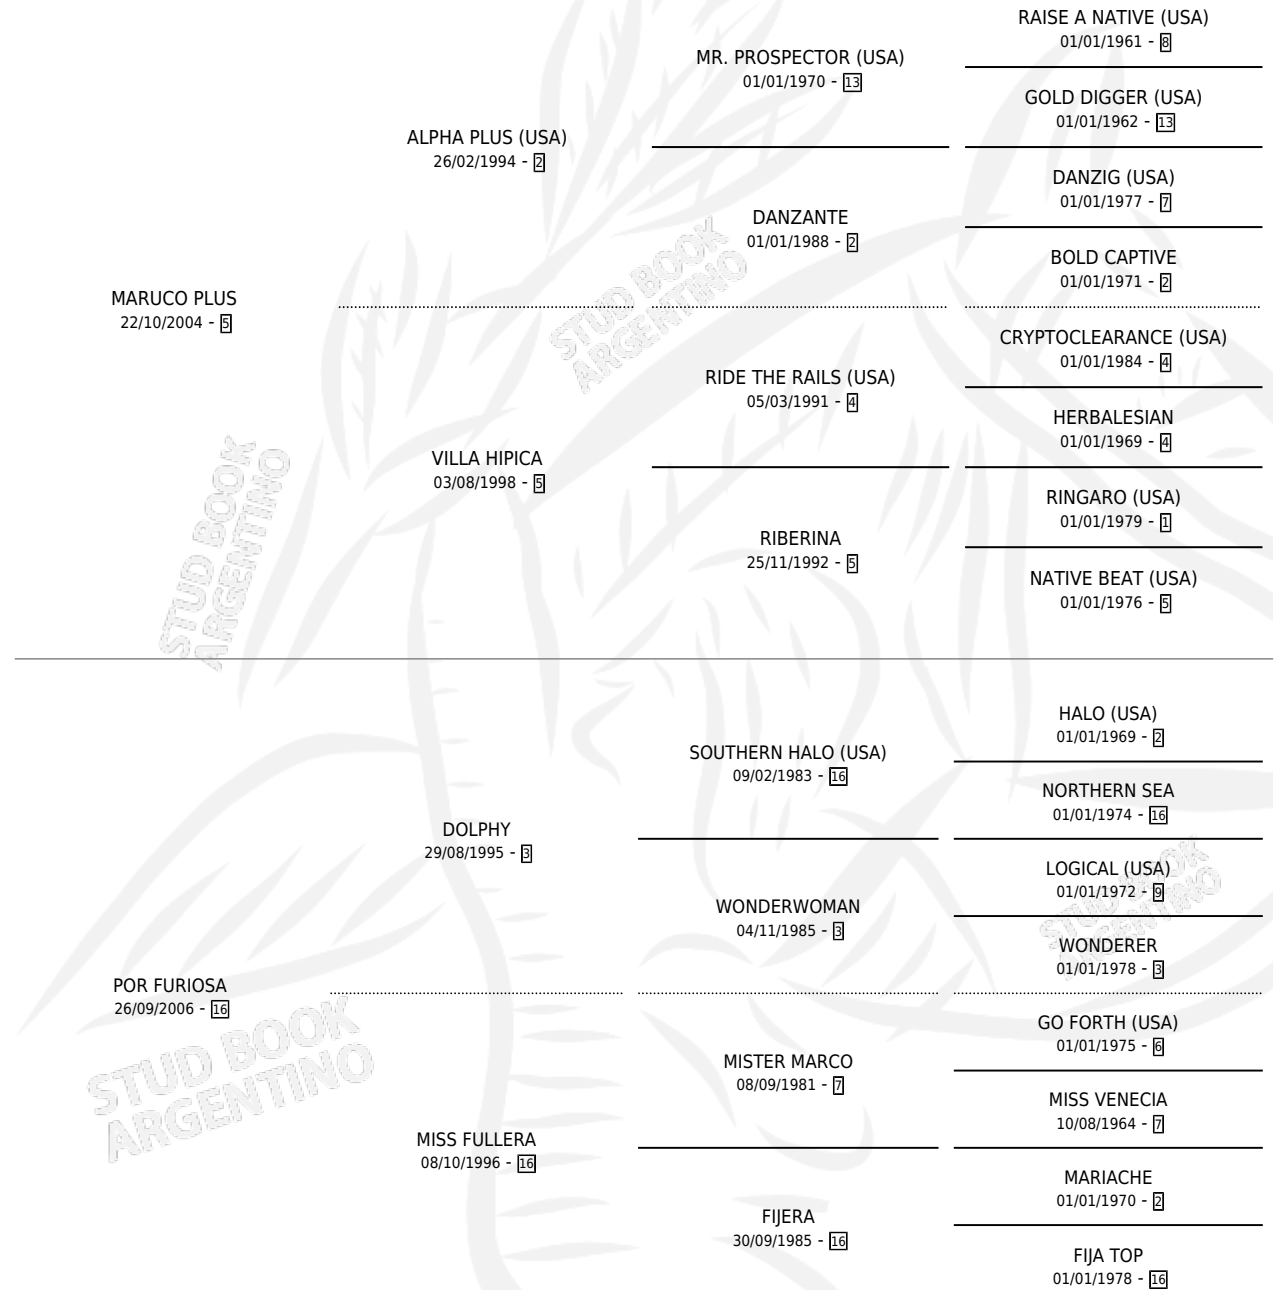 RAISE A NATIVE (USA)
01/01/1961 - 8
MR. PROSPECTOR (USA)
01/01/1970 - 13
GOLD DIGGER (USA)
01/01/1962 - 13
ALPHA PLUS (USA)
26/02/1994 - 2
DANZIG (USA)
01/01/1977 - 7
DANZANTE
01/01/1988 - 2
BOLD CAPTIVE
01/01/1971 - 2
MARUCO PLUS
22/10/2004 - 5
CRYPTOCLEARANCE (USA)
01/01/1984 - 4
RIDE THE RAILS (USA)
05/03/1991 - 4
HERBALESIAN
01/01/1969 - 4
VILLA HIPICA
03/08/1998 - 5
RINGARO (USA)
01/01/1979 - 1
RIBERINA
25/11/1992 - 5
NATIVE BEAT (USA)
01/01/1976 - 5
HALO (USA)
01/01/1969 - 2
SOUTHERN HALO (USA)
09/02/1983 - 16
NORTHERN SEA
01/01/1974 - 16
DOLPHY
29/08/1995 - 3
LOGICAL (USA)
01/01/1972 - 9
WONDERWOMAN
04/11/1985 - 3
WONDERER
01/01/1978 - 3
POR FURIOSA
26/09/2006 - 16
GO FORTH (USA)
01/01/1975 - 6
MISTER MARCO
08/09/1981 - 7
MISS VENECIA
10/08/1964 - 7
MISS FULLERA
08/10/1996 - 16
MARIACHE
01/01/1970 - 2
FIJERA
30/09/1985 - 16
FIJA TOP
01/01/1978 - 16
STUD BOOK
ARGENTINO
STUD BOOK
ARGENTINO
STUD BOOK
ARGENTINO
STUD BOOK
ARGENTINO